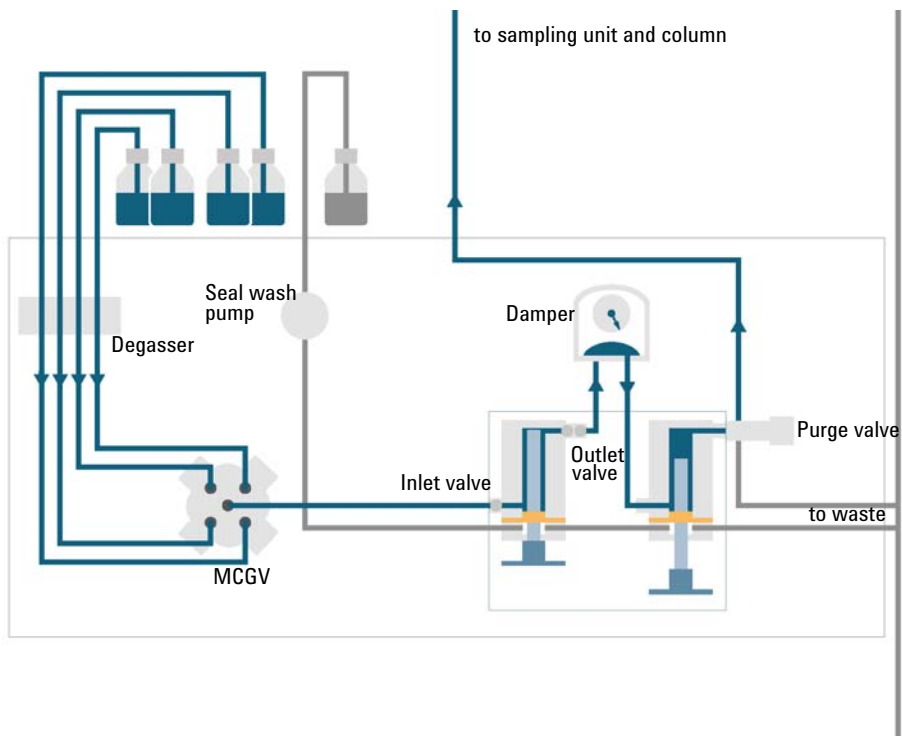 to sampling unit and column
Seal wash
pump
Damper
Degasser
Purge valve
Outlet
valve
Inlet valve
to waste
MCGV